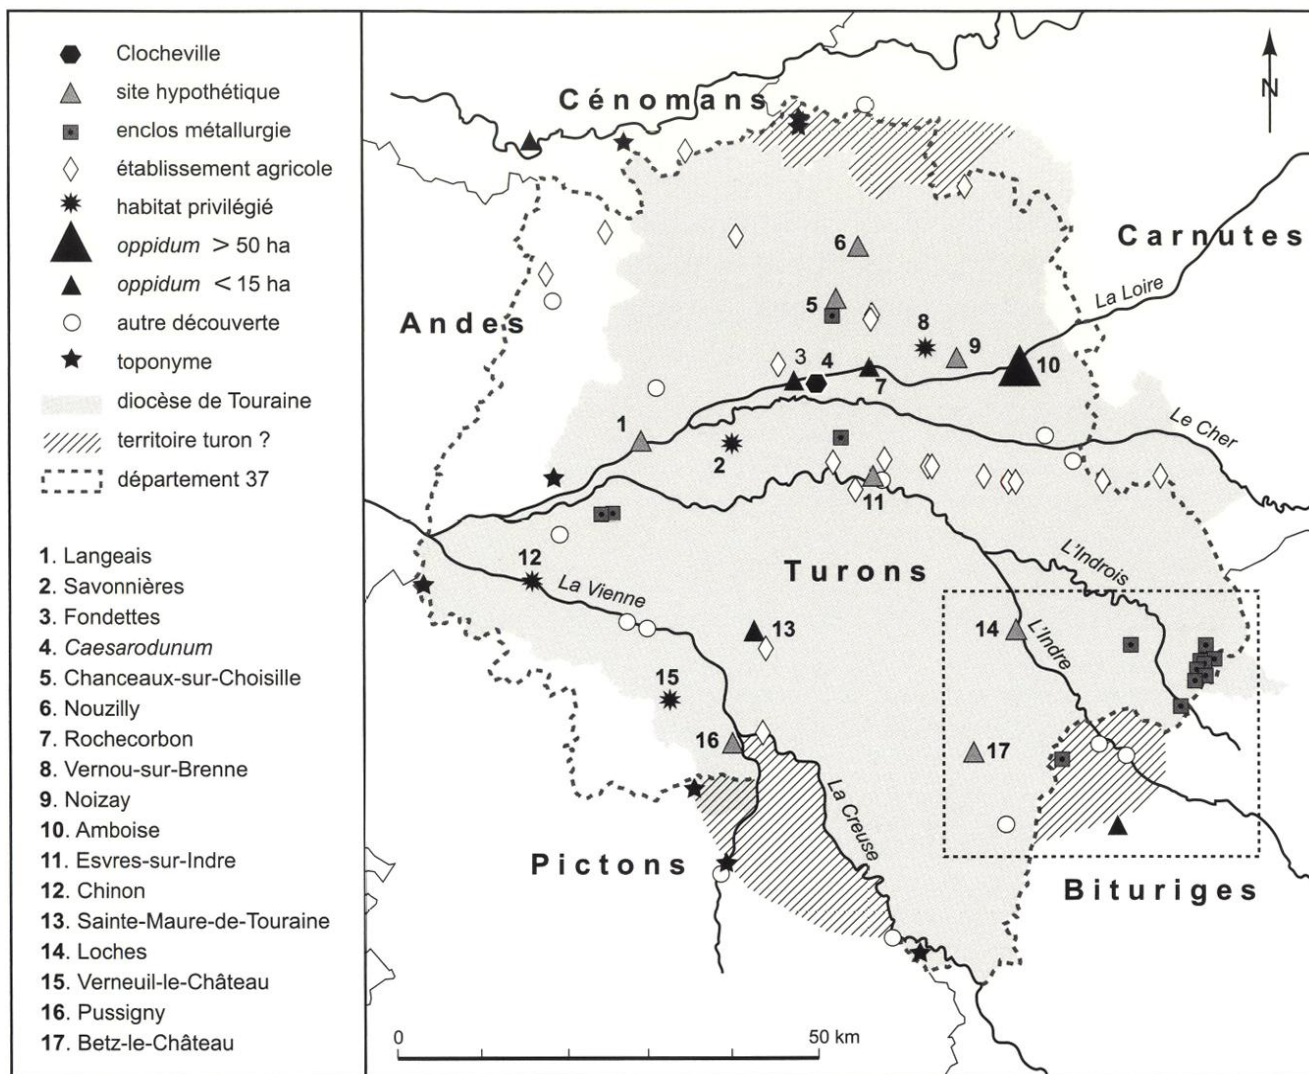 Clocheville
site hypothétique
enclos métallurgie
établissement agricole
habitat privilégié
oppidum > 50 ha
oppidum < 15 ha
autre découverte
toponyme
diocèse de Touraine
territoire turon ?
département 37
1. Langeais
2. Savonnières
3. Fondettes
4. Caesarodunum
5. Chanceaux-sur-Choisille
6. Nouzilly
7. Rochecorbon
8. Vernou-sur-Brenne
9. Noizay
10. Amboise
11. Esvres-sur-Indre
12. Chinon
13. Sainte-Maure-de-Touraine
14. Loches
15. Verneuil-le-Château
16. Pussigny
17. Betz-le-Château
Cénomans
N
Carnutes
6
La Loire
5
Andes
8
9
3
4
10
7
1
Le Cher
2
11
12
L'Indrois
Turons
La Vienne
13
14
L'Indre
15
16
17
La Creuse
Pictons
Bituriges
0
50 km